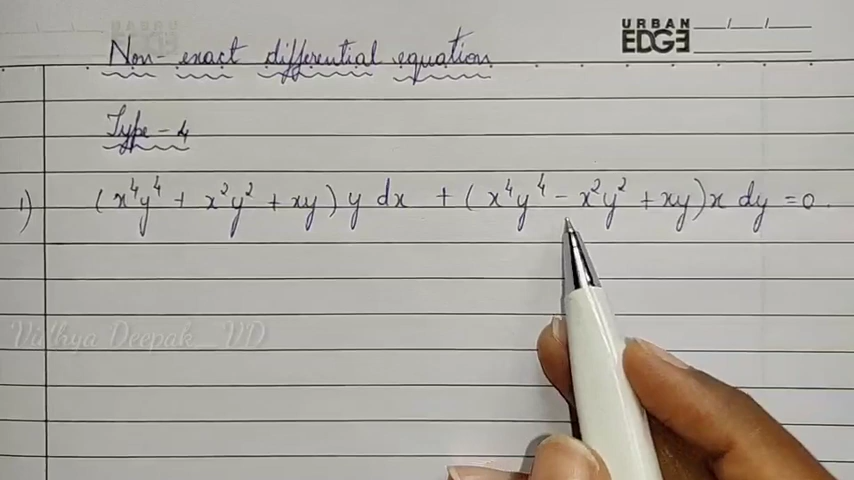 URBAN
EDGE
Non-exact differential equation
Type-4
1) (x⁴y⁴ + x²y² + xy) y dx + (x⁴y⁴ - x²y² + xy) x dy = 0.
Vidhya Deepak_VD